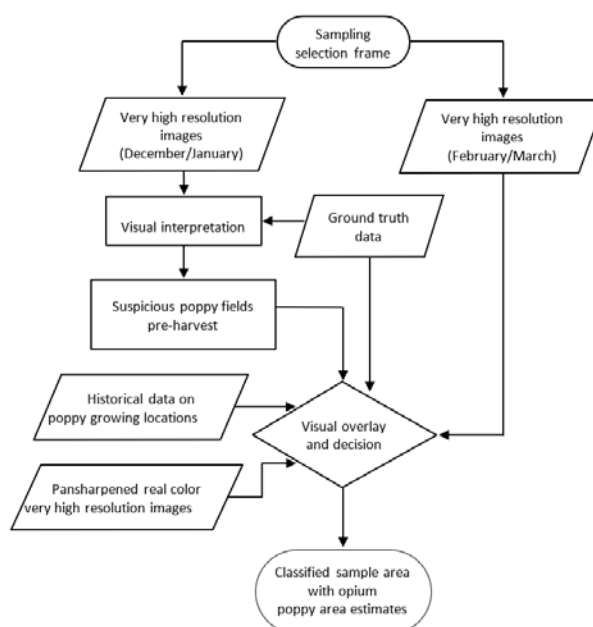 Sampling
selection frame
Very high resolution
images
(December/January)
Very high resolution
images
(February/March)
Visual interpretation
Ground truth
data
Suspicious poppy fields
pre-harvest
Historical data on
poppy growing locations
Visual overlay
and decision
Pansharpened real color
very high resolution images
Classified sample area
with opium
poppy area estimates